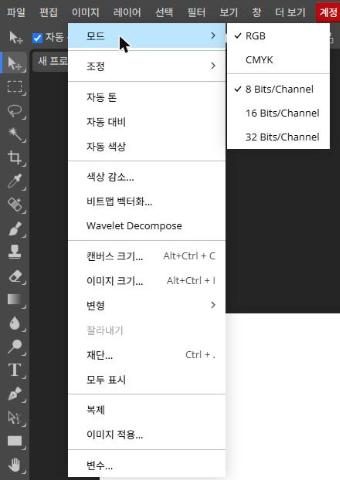 파일 편집 이미지 레이어 선택 필터 보기 창 더 보기 계정
자동
새 프로
모드
조정
자동 톤
자동 대비
자동 색상
색상 감소...
비트맵 벡터화...
Wavelet Decompose
캔버스 크기... Alt+Ctrl + C
이미지 크기... Alt+Ctrl + I
변형
잘라내기
재단... Ctrl + .
모두 표시
복제
이미지 적용...
변수...
RGB
CMYK
8 Bits/Channel
16 Bits/Channel
32 Bits/Channel